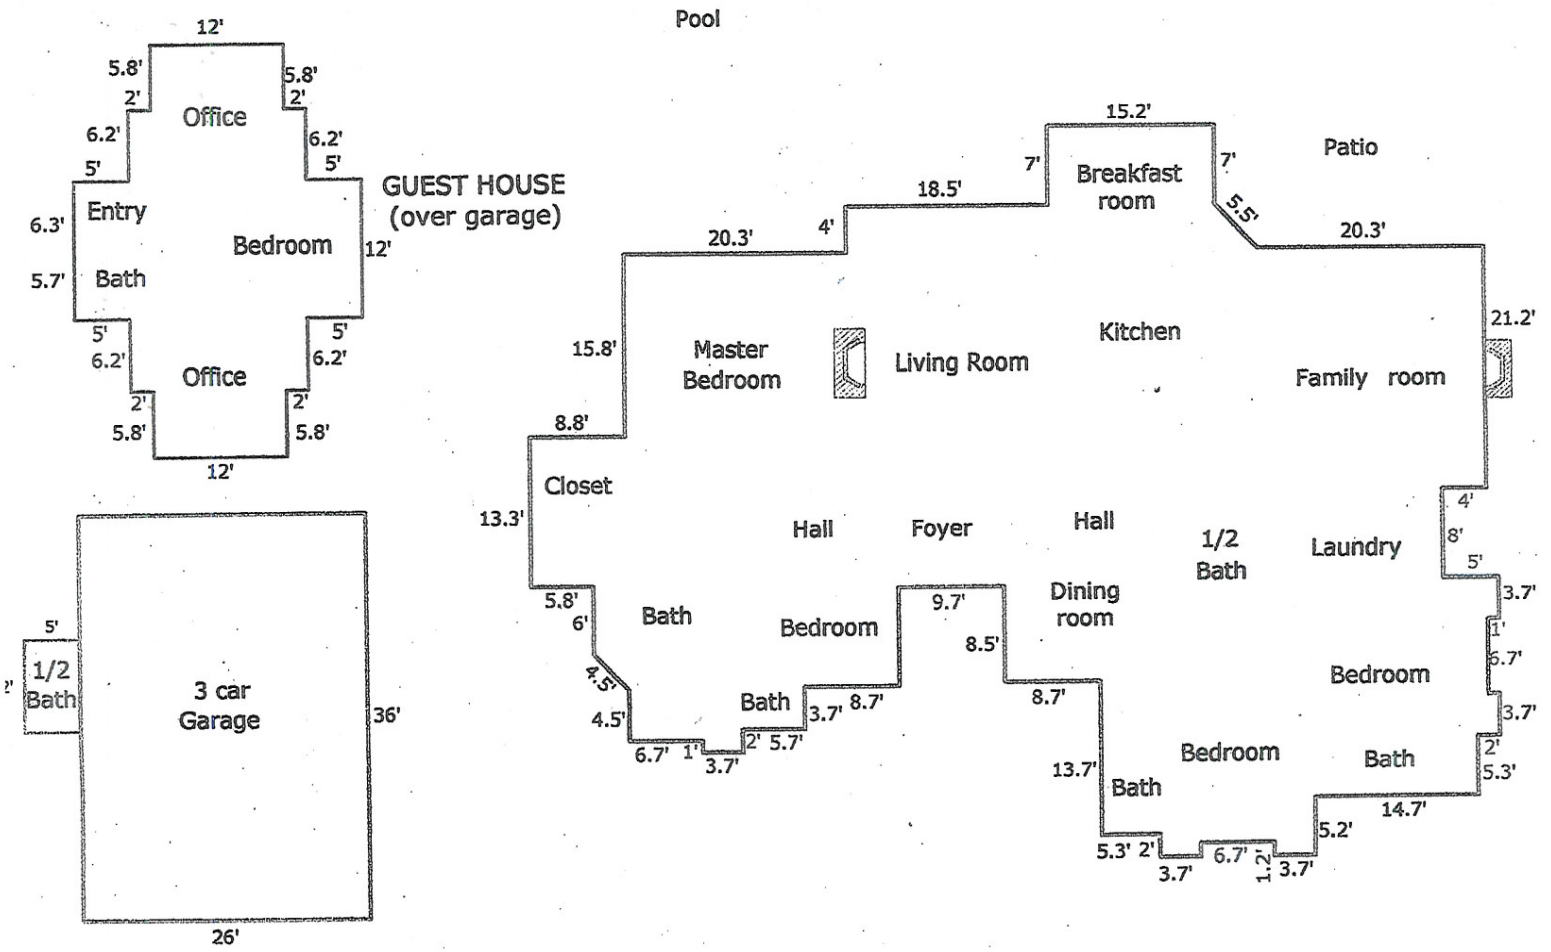 Pool
12'
5.8'
5.8'
2'
2'
Office
6.2'
6.2'
5'
5'
GUEST HOUSE
(over garage)
Entry
6.3'
Bedroom
12'
5.7'
Bath
5'
5'
6.2'
6.2'
Office
2'
2'
5.8'
5.8'
12'
5'
1/2
Bath
3 car
Garage
36'
26'
15.2'
7'
7'
Patio
Breakfast
room
18.5'
5.5'
4'
20.3'
20.3'
21.2'
15.8'
Master
Bedroom
Living Room
Kitchen
Family room
8.8'
Closet
4'
13.3'
Hall
Foyer
Hall
1/2
Bath
Laundry
8'
5'
5.8'
9.7'
Dining
room
3.7'
6'
Bath
Bedroom
8.5'
1'
6.7'
4.5'
Bedroom
8.7'
8.7'
4.5'
Bath
3.7'
3.7'
6.7'
1'
2'
5.7'
3.7'
2'
Bedroom
Bath
5.3'
13.7'
Bath
14.7'
5.2'
5.3'
2'
6.7'
1.2'
3.7'
3.7'